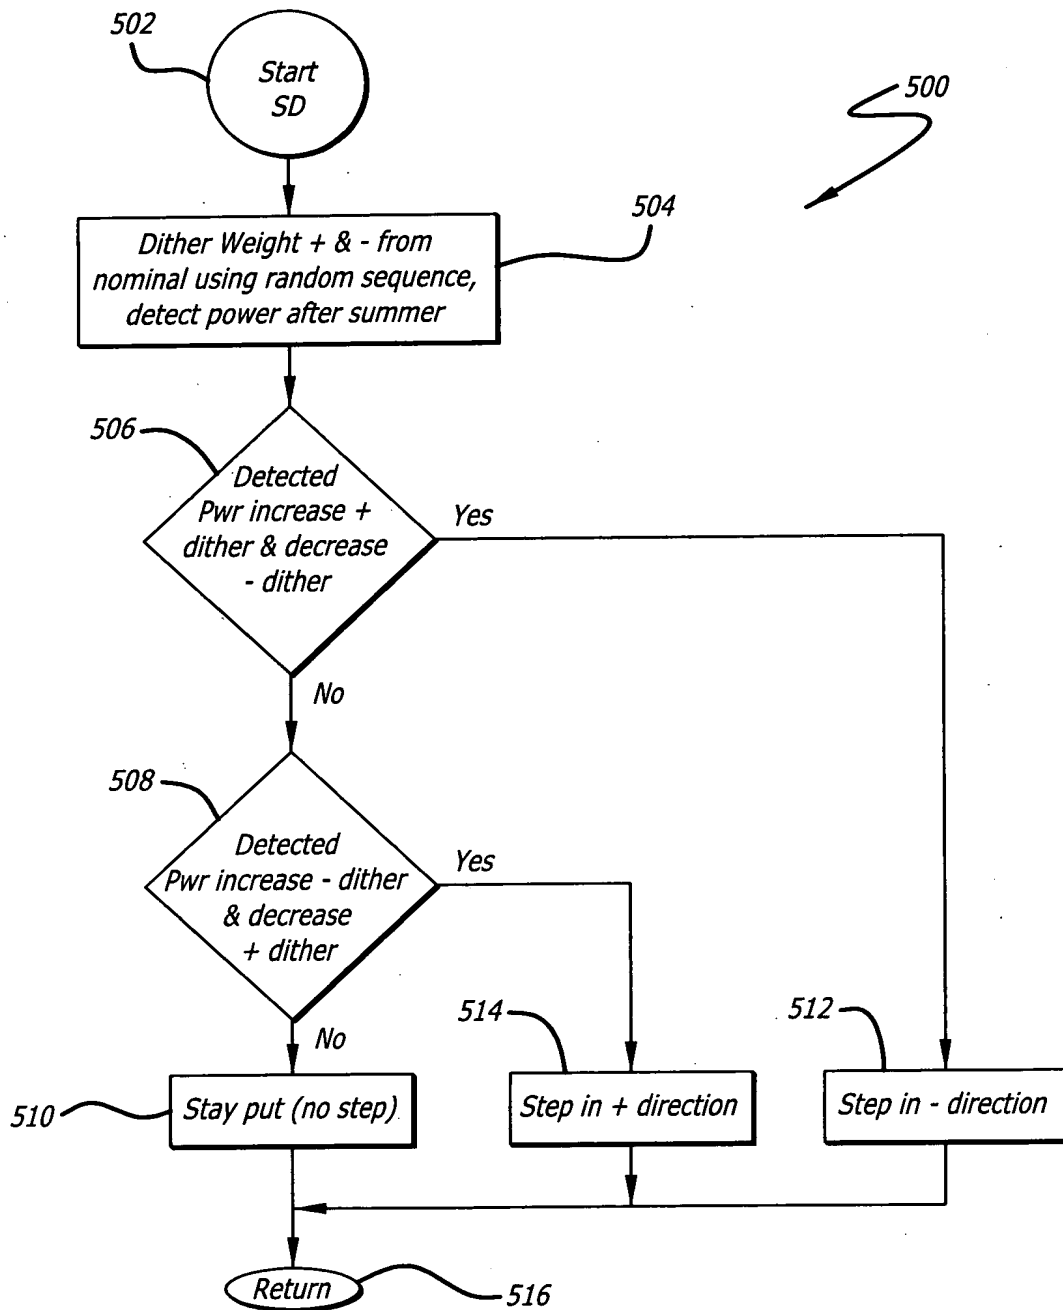 502
Start
SD
500
504
Dither Weight + & - from
nominal using random sequence,
detect power after summer
506
Detected
Pwr increase +
dither & decrease
- dither
Yes
No
508
Detected
Pwr increase - dither
& decrease
+ dither
Yes
No
514
512
510
Stay put (no step)
Step in + direction
Step in - direction
Return
516